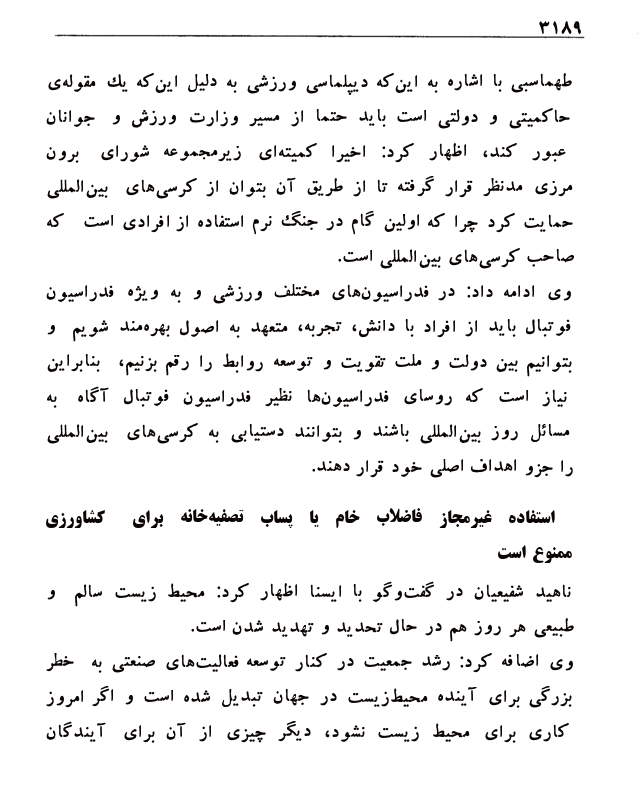 ۳۱۸۹
طهماسبی با اشاره به این‌که دیپلماسی ورزشی به دلیل این‌که یك مقوله‌ی
حاکمیتی و دولتی است باید حتما از مسیر وزارت ورزش و جوانان
عبور کند، اظهار کرد: اخیرا کمیته‌ای زیرمجموعه شورای برون
مرزی مدنظر قرار گرفته تا از طریق آن بتوان از کرسی‌های بین‌المللی
حمایت کرد چرا که اولین گام در جنگ نرم استفاده از افرادی است که
صاحب کرسی‌های بین‌المللی است.
وی ادامه داد: در فدراسیون‌های مختلف ورزشی و به ویژه فدراسیون
فوتبال باید از افراد با دانش، تجربه، متعهد به اصول بهره‌مند شویم و
بتوانیم بین دولت و ملت تقویت و توسعه روابط را رقم بزنیم، بنابراین
نیاز است که روسای فدراسیون‌ها نظیر فدراسیون فوتبال آگاه به
مسائل روز بین‌المللی باشند و بتوانند دستیابی به کرسی‌های بین‌المللی
را جزو اهداف اصلی خود قرار دهند.
استفاده غیرمجاز فاضلاب خام یا پساب تصفیه‌خانه برای کشاورزی
ممنوع است
ناهید شفیعیان در گفت‌وگو با ایسنا اظهار کرد: محیط زیست سالم و
طبیعی هر روز هم در حال تحدید و تهدید شدن است.
وی اضافه کرد: رشد جمعیت در کنار توسعه فعالیت‌های صنعتی به خطر
بزرگی برای آینده محیط‌زیست در جهان تبدیل شده است و اگر امروز
کاری برای محیط زیست نشود، دیگر چیزی از آن برای آیندگان